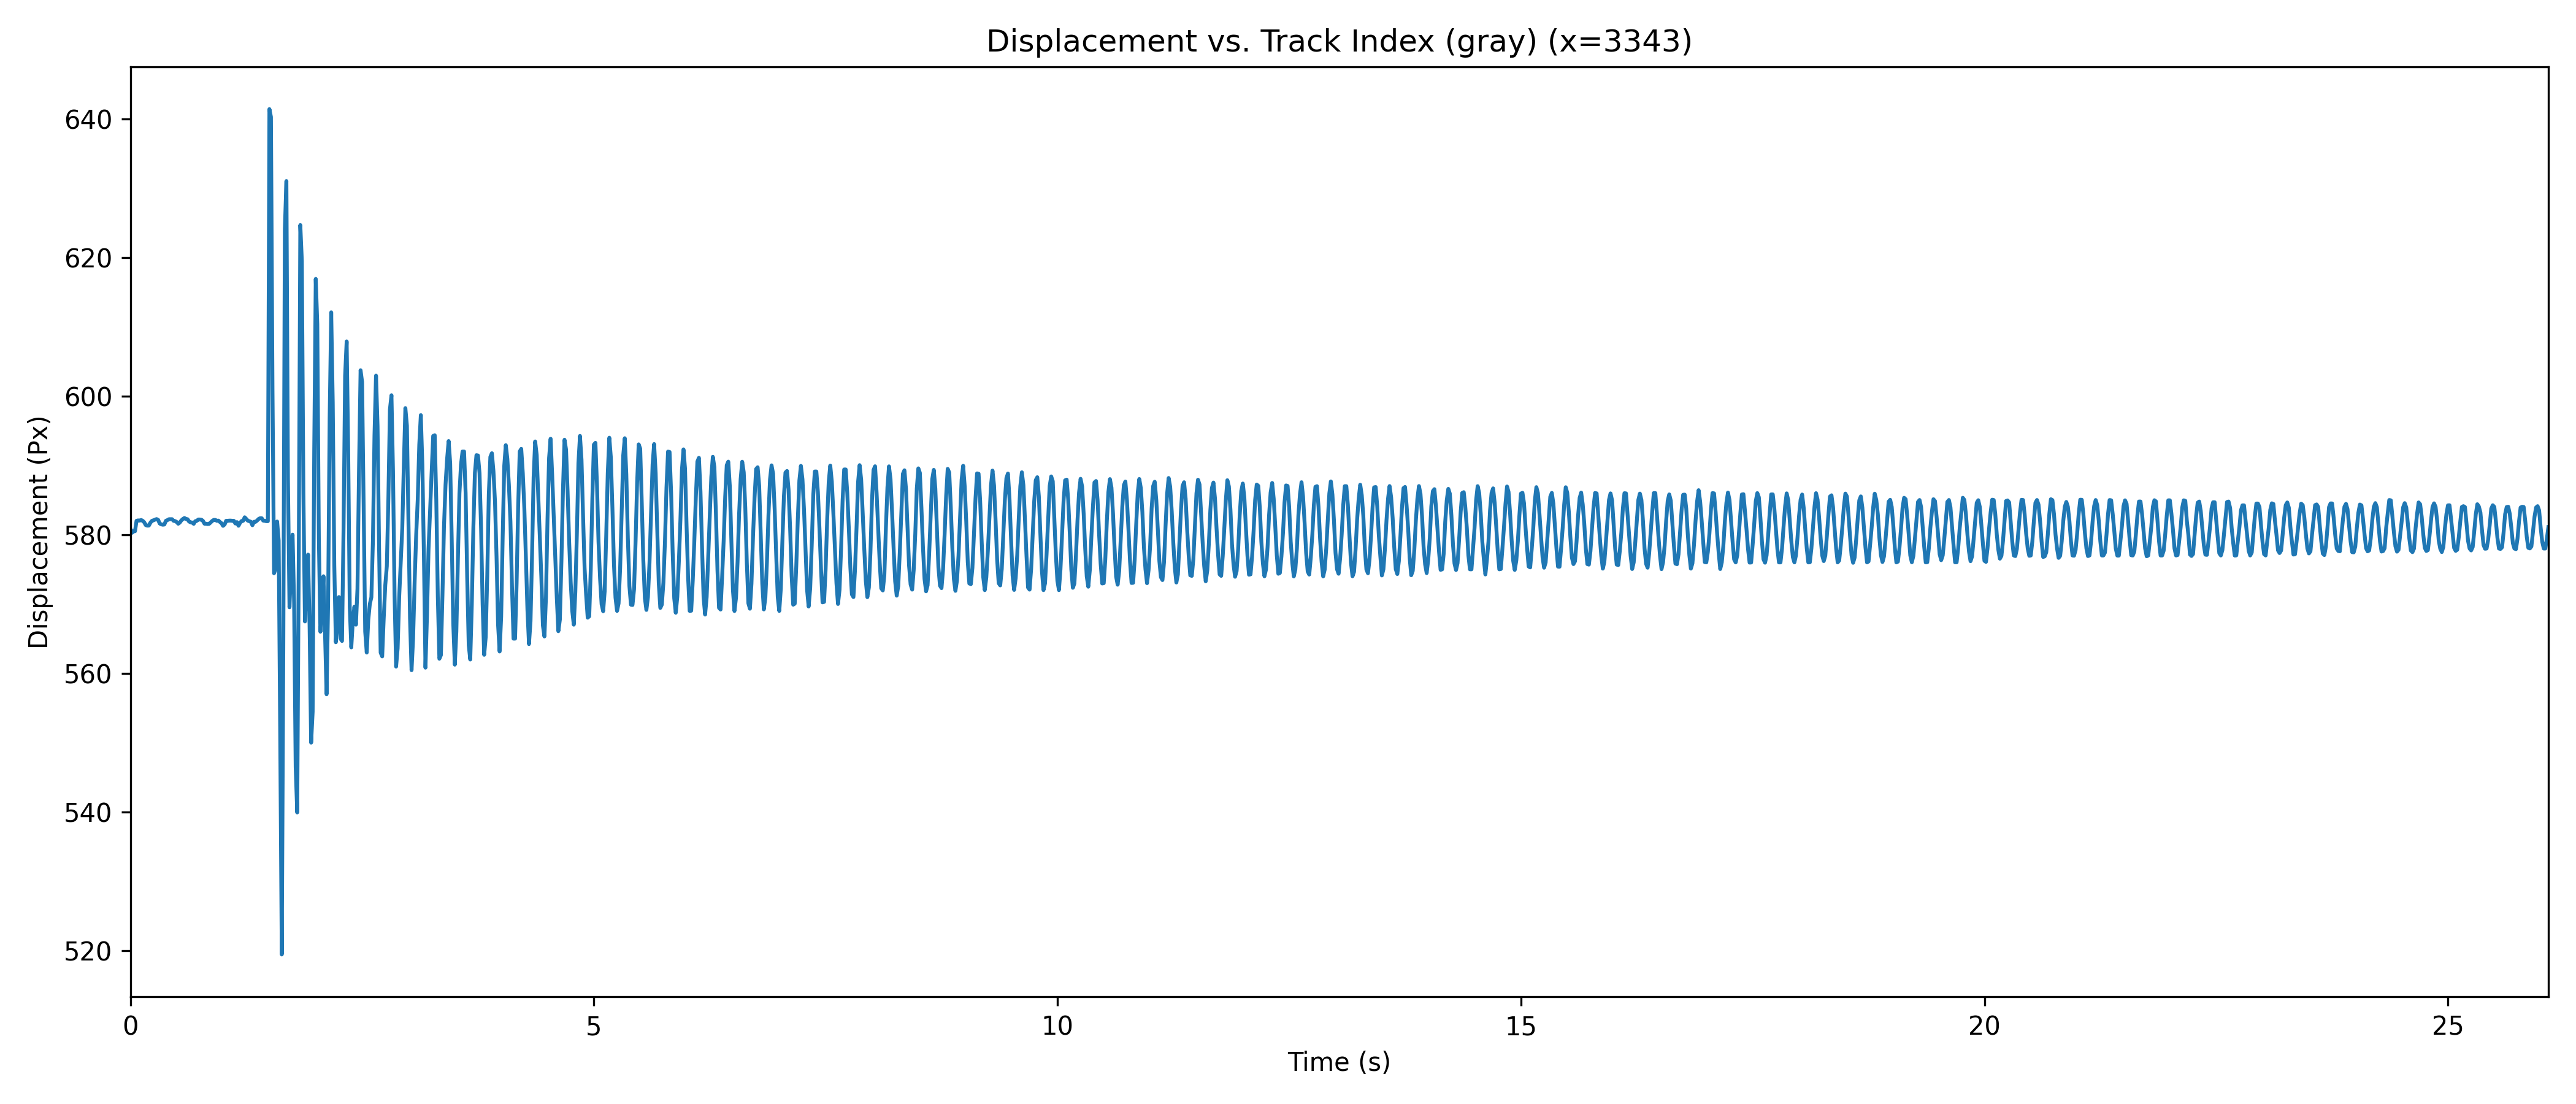 Displacement vs. Track Index (gray) (x=3343)
640
620
600
580
560
540
520
Displacement (Px)
0 5 10 15 20 25
Time (s)